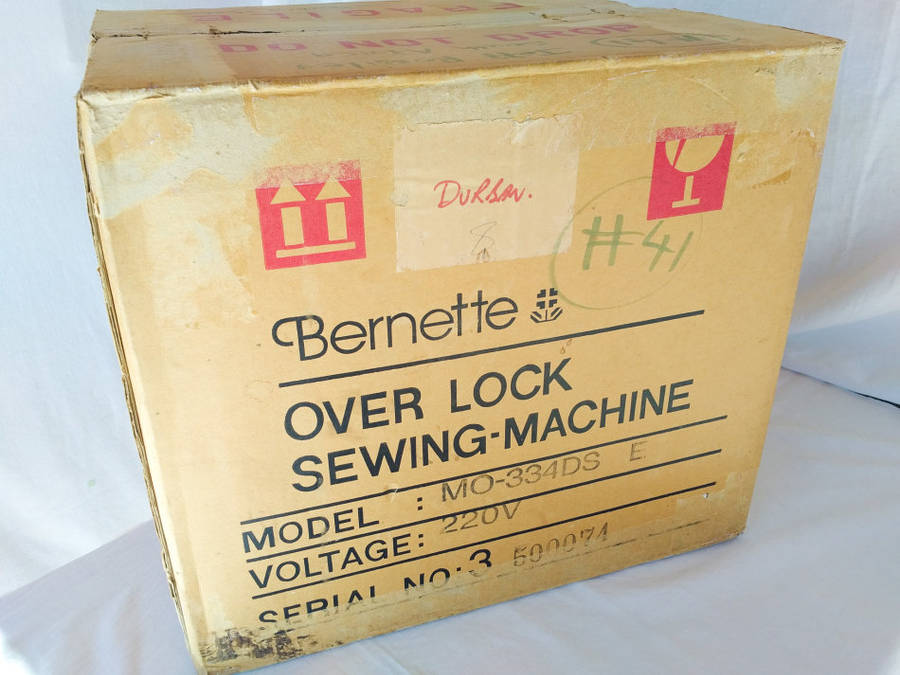 FRAGILE
DO NOT DROP
DURBAN.
#41
Bernette
OVER LOCK
SEWING-MACHINE
MODEL : MO-334DS E
VOLTAGE: 220V
SERIAL NO: 3 500074